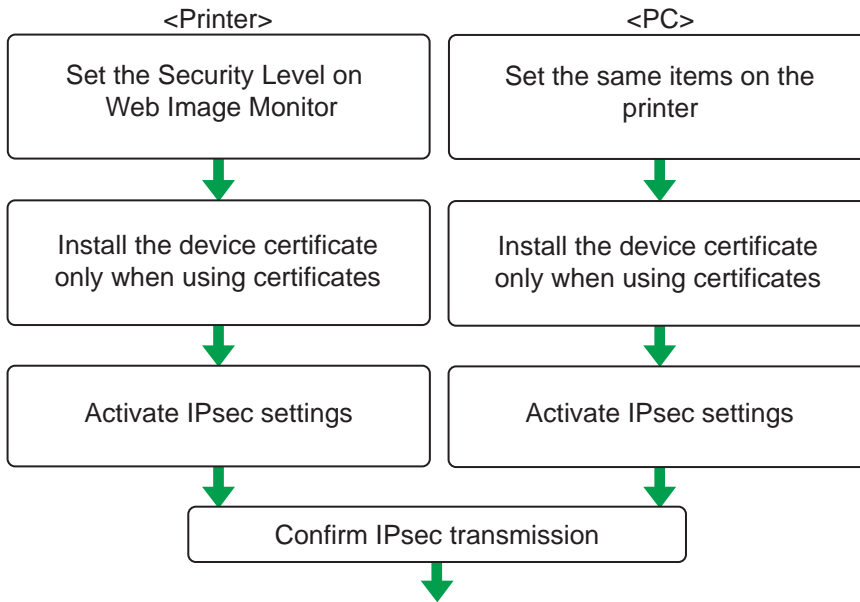 <Printer>
<PC>
Set the Security Level on
Web Image Monitor
Set the same items on the
printer
Install the device certificate
only when using certificates
Install the device certificate
only when using certificates
Activate IPsec settings
Activate IPsec settings
Confirm IPsec transmission